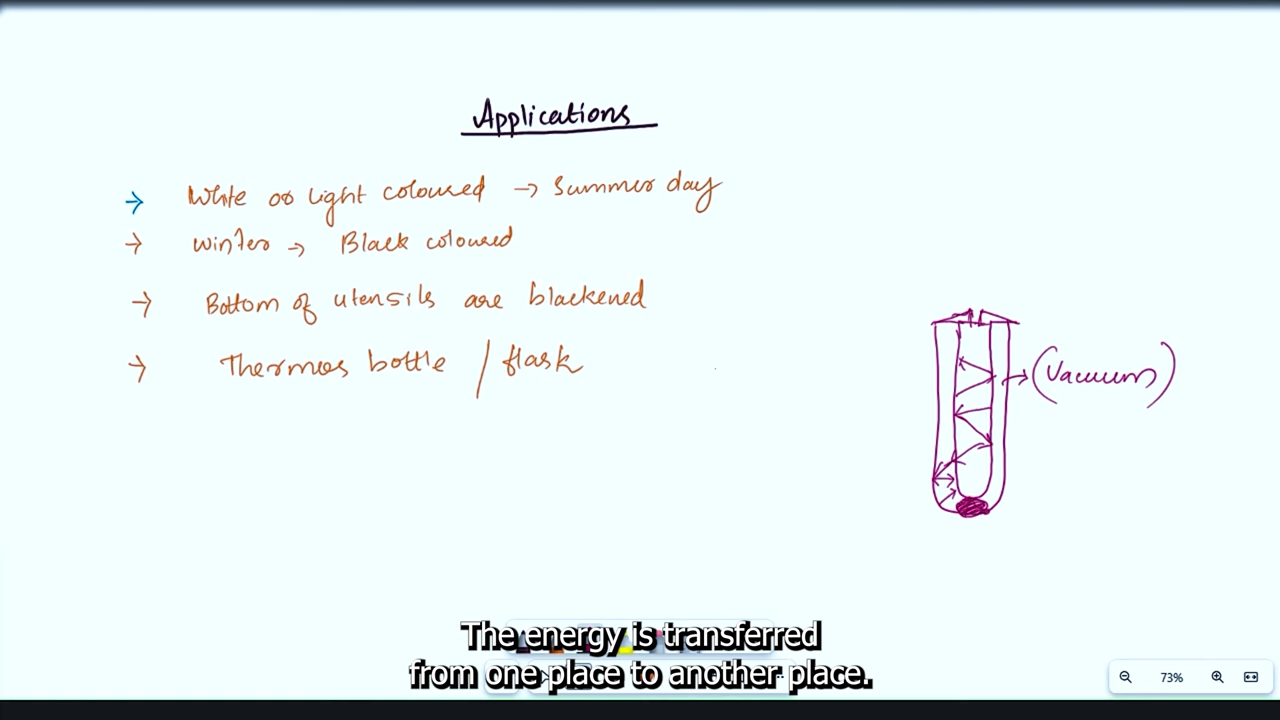 Applications
→ White or Light coloured → Summer day
→ Winter → Black coloured
→ Bottom of utensils are blackened
→ Thermos bottle / flask
→ (Vacuum)
The energy is transferred
from one place to another place.
73%